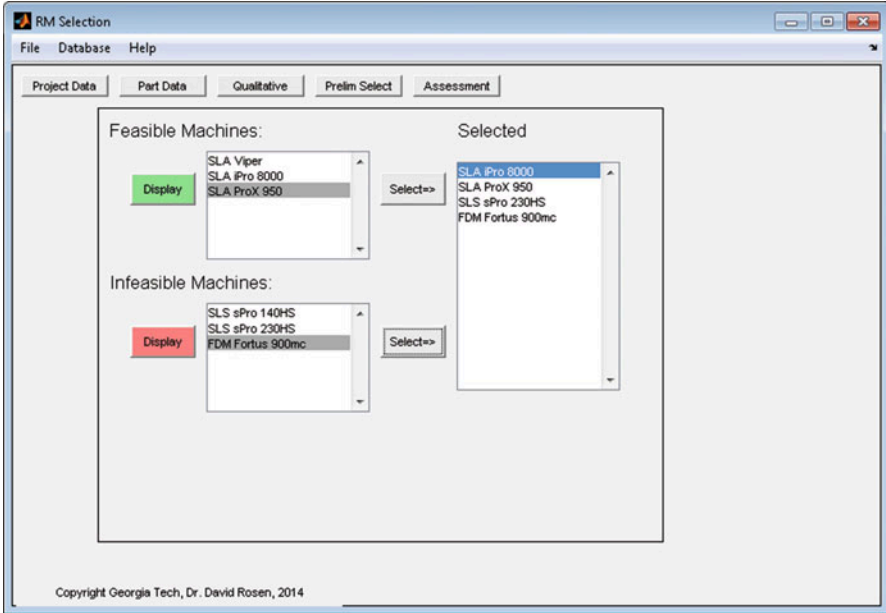 RM Selection
File Database Help
Project Data Part Data Qualitative Prelim Select Assessment
Feasible Machines:
Selected
SLA Viper
SLA iPro 8000
SLA ProX 950
Display
Select=>
SLA iPro 8000
SLA ProX 950
SLS sPro 230HS
FDM Fortus 900mc
Infeasible Machines:
SLS sPro 140HS
SLS sPro 230HS
FDM Fortus 900mc
Display
Select=>
Copyright Georgia Tech, Dr. David Rosen, 2014